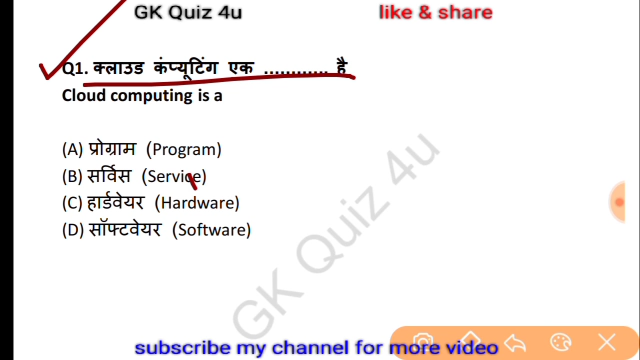 GK Quiz 4u like & share
Q1. क्लाउड कंप्यूटिंग एक ............ है
Cloud computing is a
(A) प्रोग्राम (Program)
(B) सर्विस (Service)
(C) हार्डवेयर (Hardware)
(D) सॉफ्टवेयर (Software)
GK Quiz 4u
subscribe my channel for more video